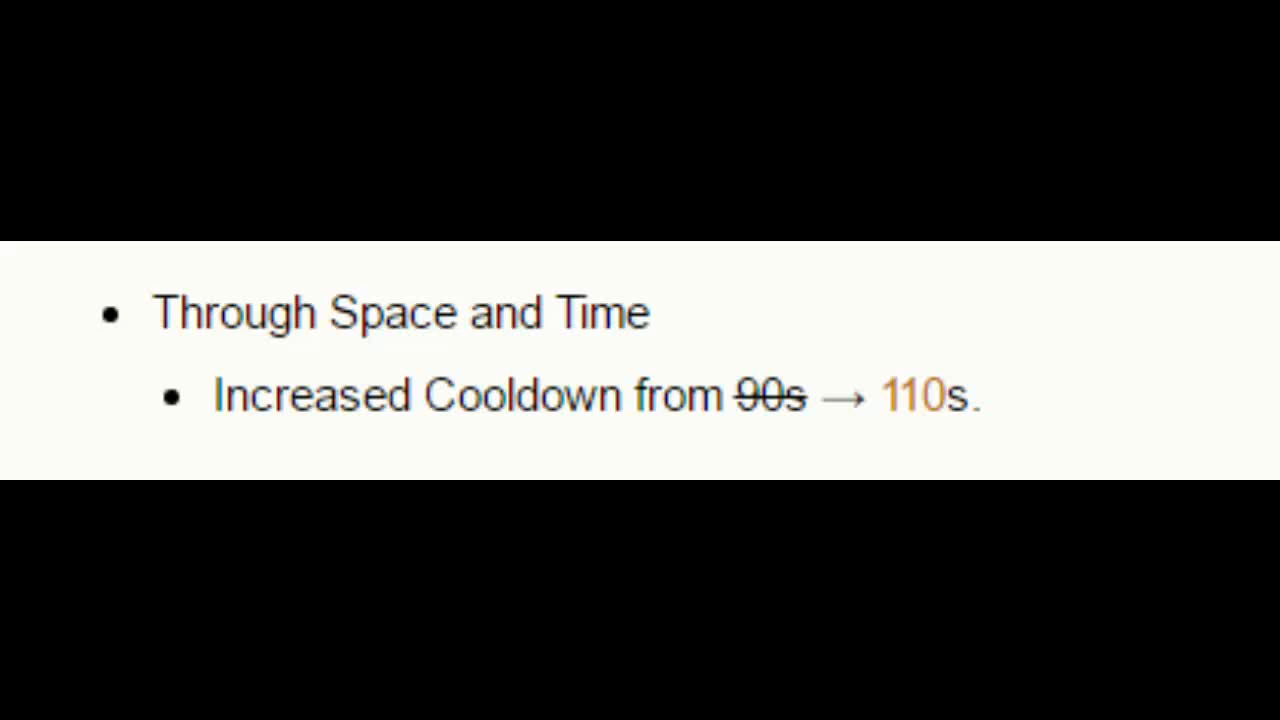 Through Space and Time
Increased Cooldown from 90s → 110s.